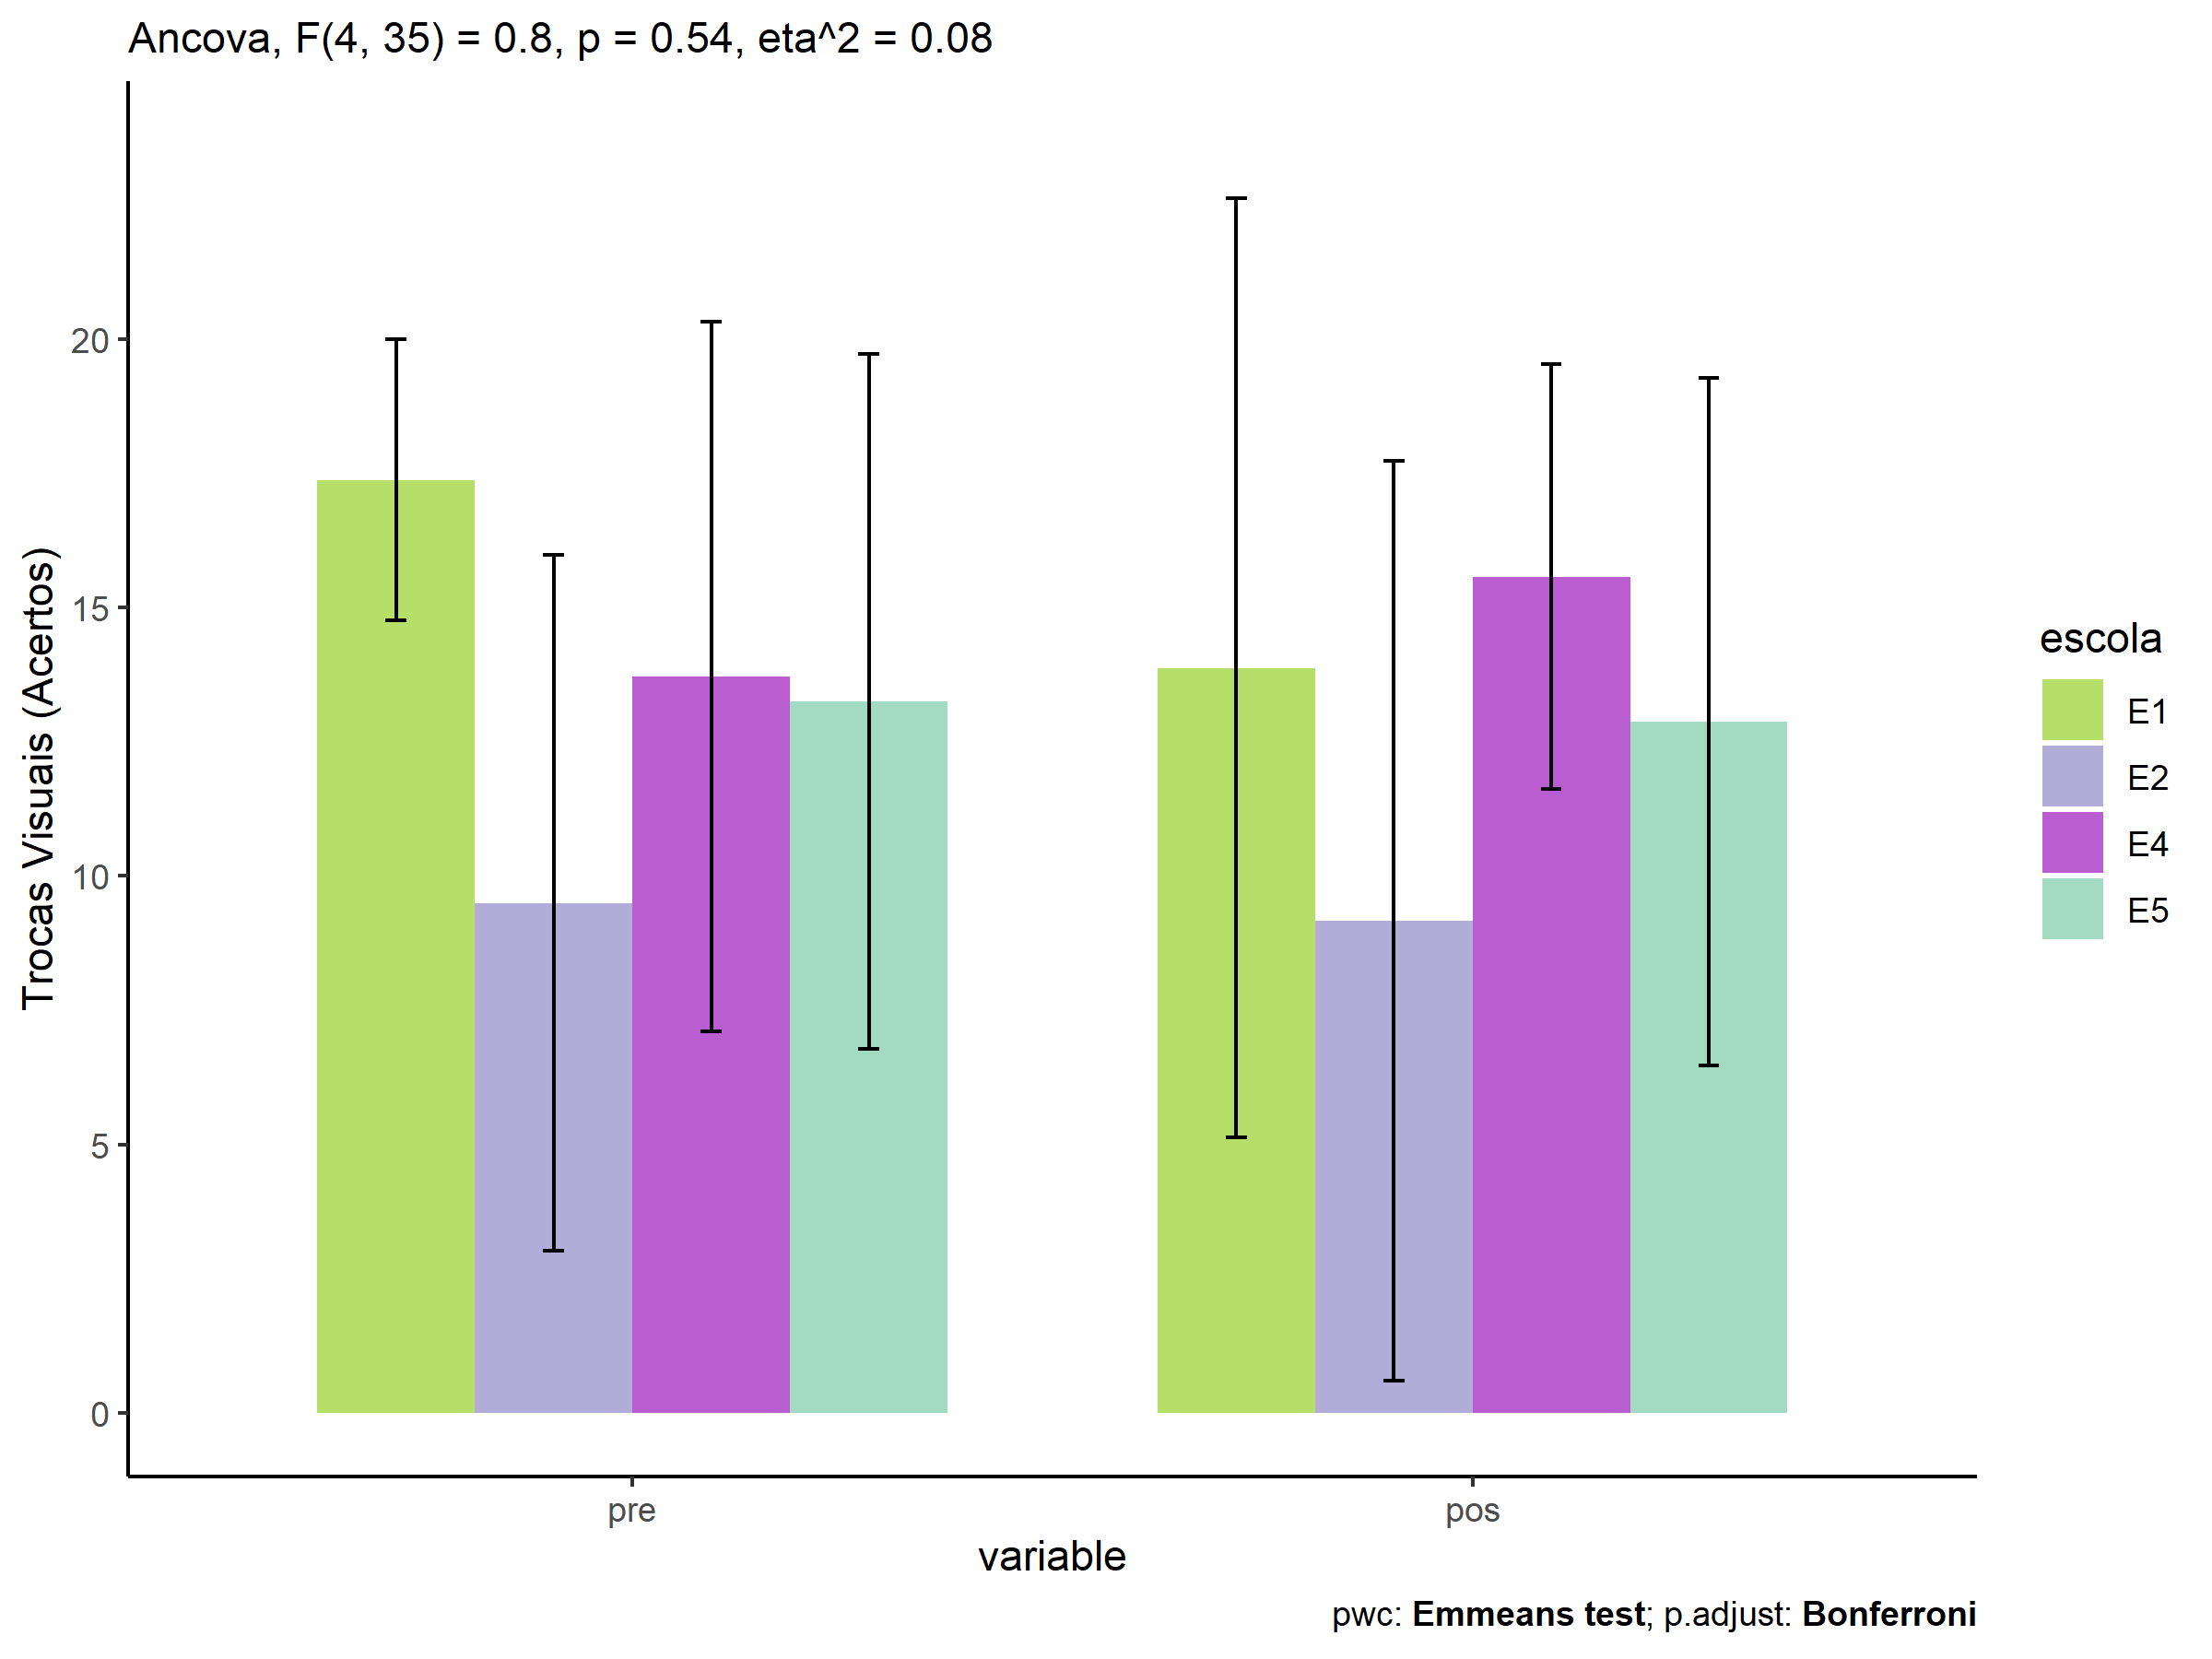 Ancova, F(4, 35) = 0.8, p = 0.54, eta^2 = 0.08
Trocas Visuais (Acertos)
20
15
10
5
0
pre
pos
variable
escola
E1
E2
E4
E5
pwc: Emmeans test; p.adjust: Bonferroni